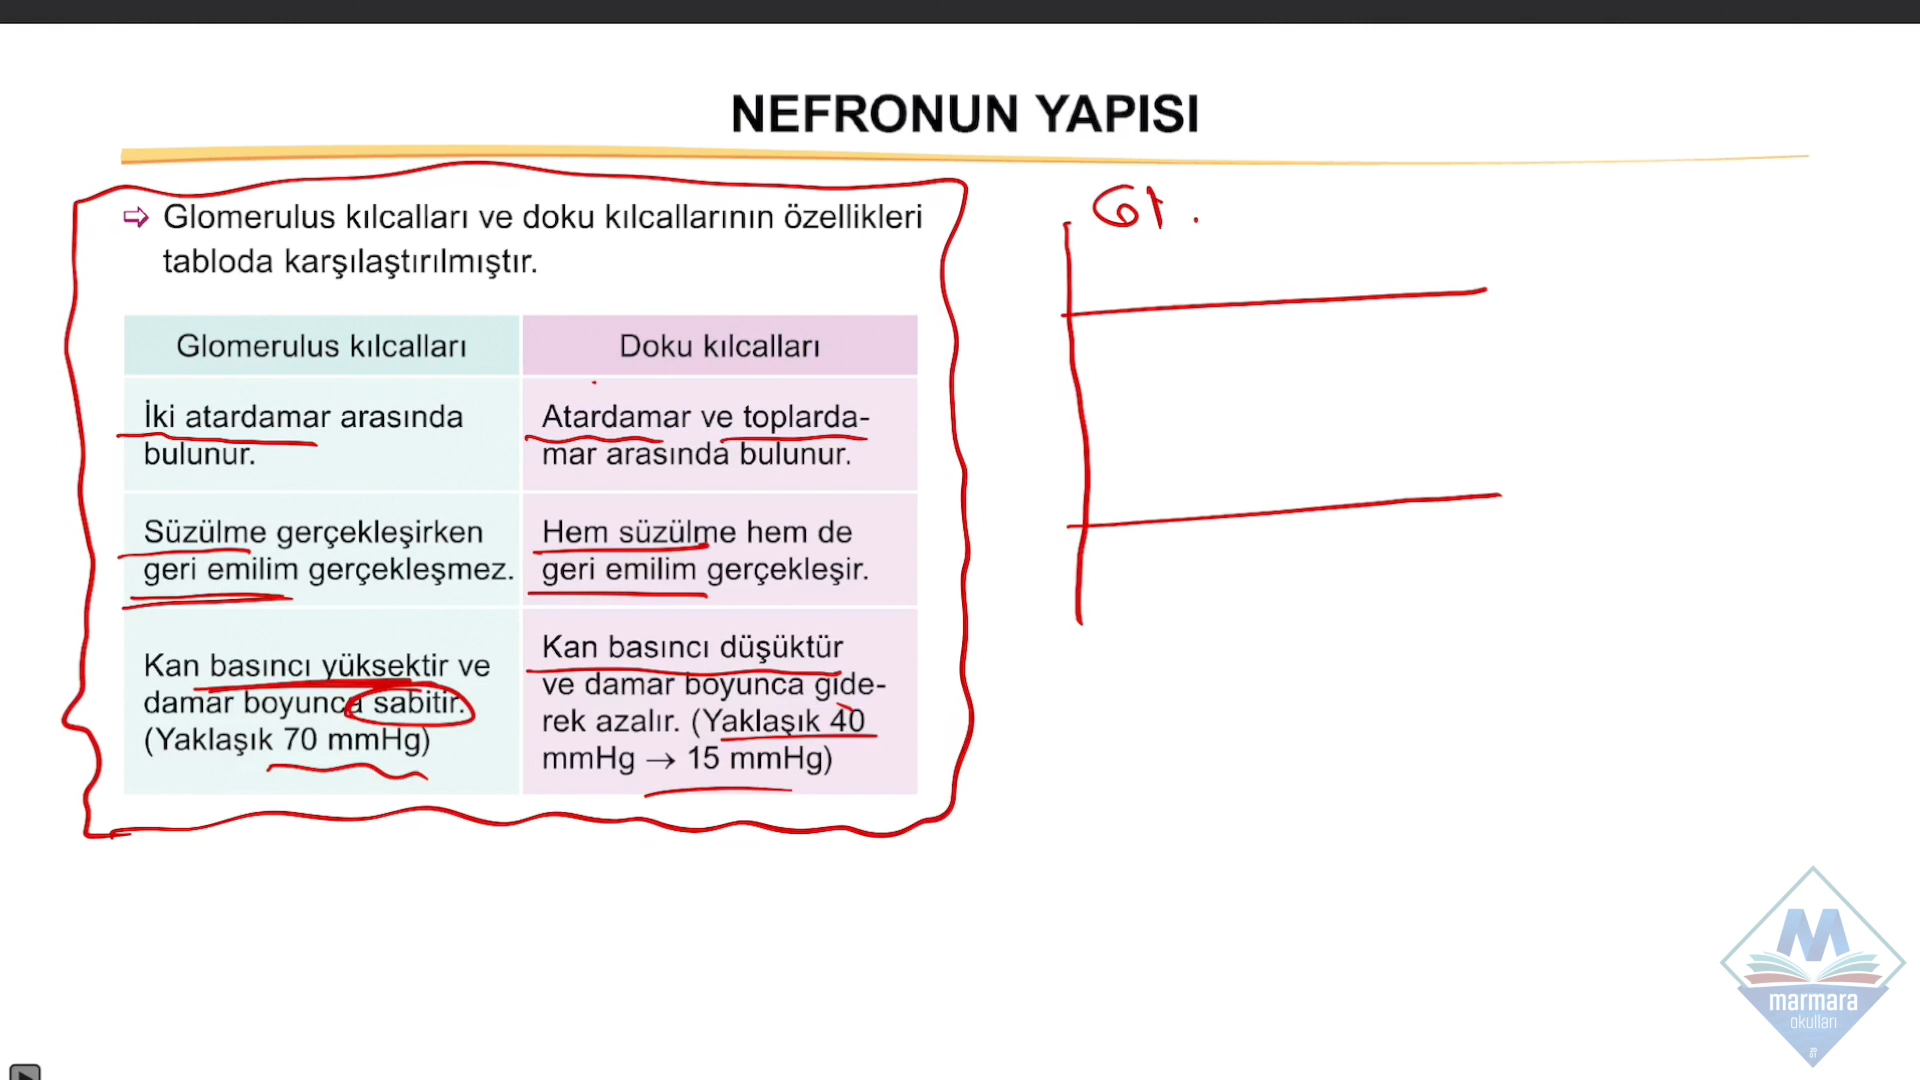 NEFRONUN YAPISI
⇨ Glomerulus kılcalları ve doku kılcallarının özellikleri
tabloda karşılaştırılmıştır.
Glomerulus kılcalları
Doku kılcalları
İki atardamar arasında
bulunur.
Atardamar ve toplarda-
mar arasında bulunur.
Süzülme gerçekleşirken
geri emilim gerçekleşmez.
Hem süzülme hem de
geri emilim gerçekleşir.
Kan basıncı yüksektir ve
damar boyunca sabitir.
(Yaklaşık 70 mmHg)
Kan basıncı düşüktür
ve damar boyunca gide-
rek azalır. (Yaklaşık 40
mmHg → 15 mmHg)
marmara
okulları